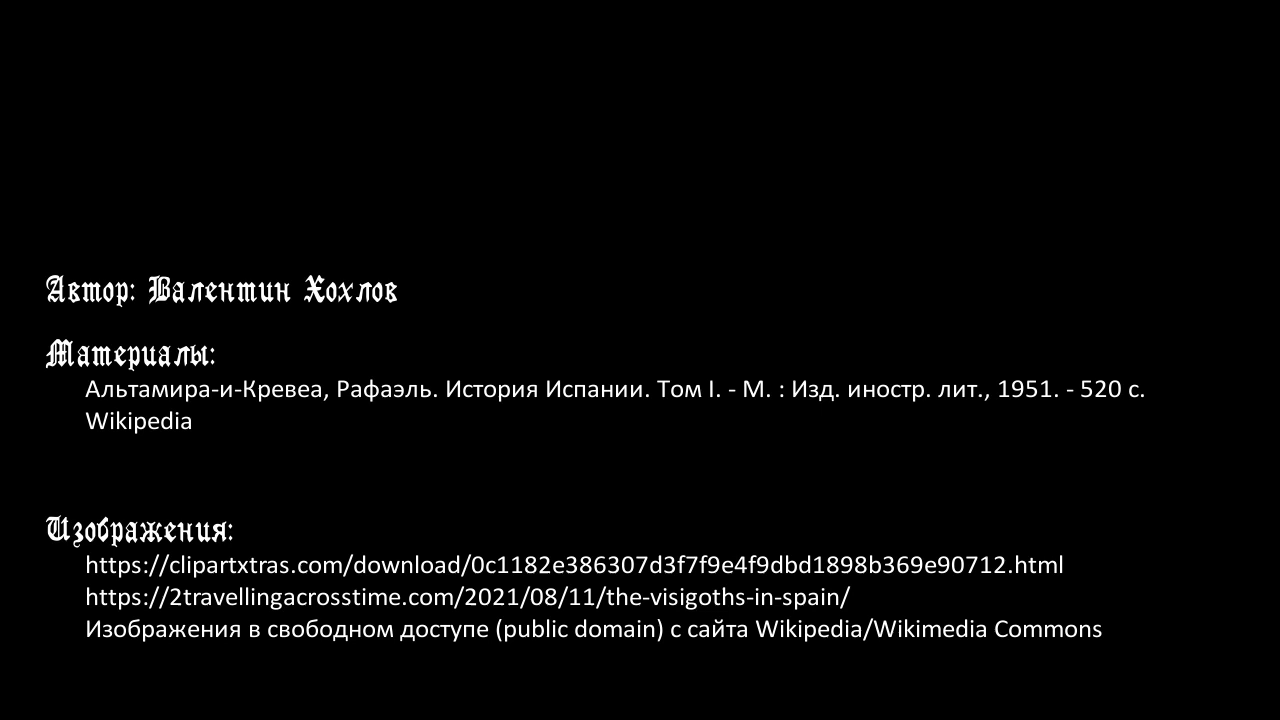 Автор: Валентин Хохлов
Материалы:
Альтамира-и-Кревеа, Рафаэль. История Испании. Том I. - М. : Изд. иностр. лит., 1951. - 520 с.
Wikipedia
Изображения:
https://clipartxtras.com/download/0c1182e386307d3f7f9e4f9dbd1898b369e90712.html
https://2travellingacrosstime.com/2021/08/11/the-visigoths-in-spain/
Изображения в свободном доступе (public domain) с сайта Wikipedia/Wikimedia Commons